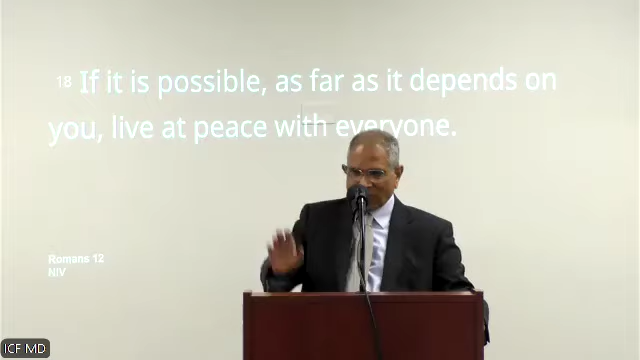 18 If it is possible, as far as it depends on
you, live at peace with everyone.
Romans 12
NIV
ICF MD